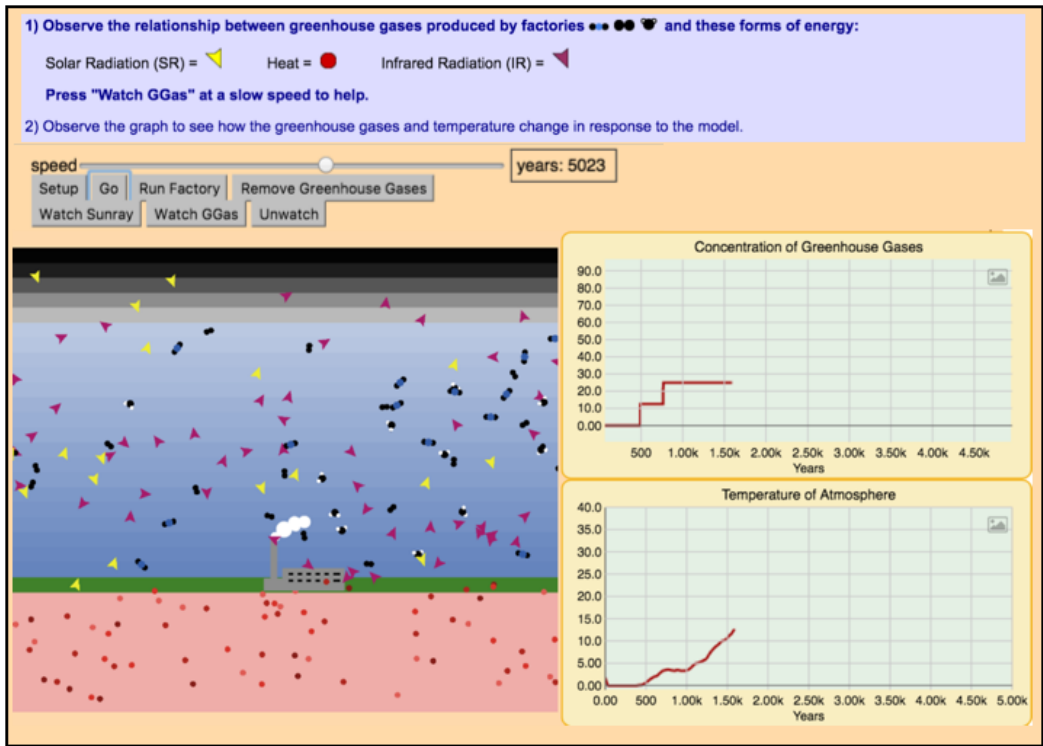 1) Observe the relationship between greenhouse gases produced by factories and these forms of energy:
Solar Radiation (SR) = Heat = Infrared Radiation (IR) =
Press "Watch GGas" at a slow speed to help.
2) Observe the graph to see how the greenhouse gases and temperature change in response to the model.
speed years: 5023
Setup Go Run Factory Remove Greenhouse Gases
Watch Sunray Watch GGas Unwatch
Concentration of Greenhouse Gases
90.0
80.0
70.0
60.0
50.0
40.0
30.0
20.0
10.0
0.00
500 1.00k 1.50k 2.00k 2.50k 3.00k 3.50k 4.00k 4.50k
Years
Temperature of Atmosphere
40.0
35.0
30.0
25.0
20.0
15.0
10.0
5.00
0.00
0.00 500 1.00k 1.50k 2.00k 2.50k 3.00k 3.50k 4.00k 4.50k 5.00k
Years